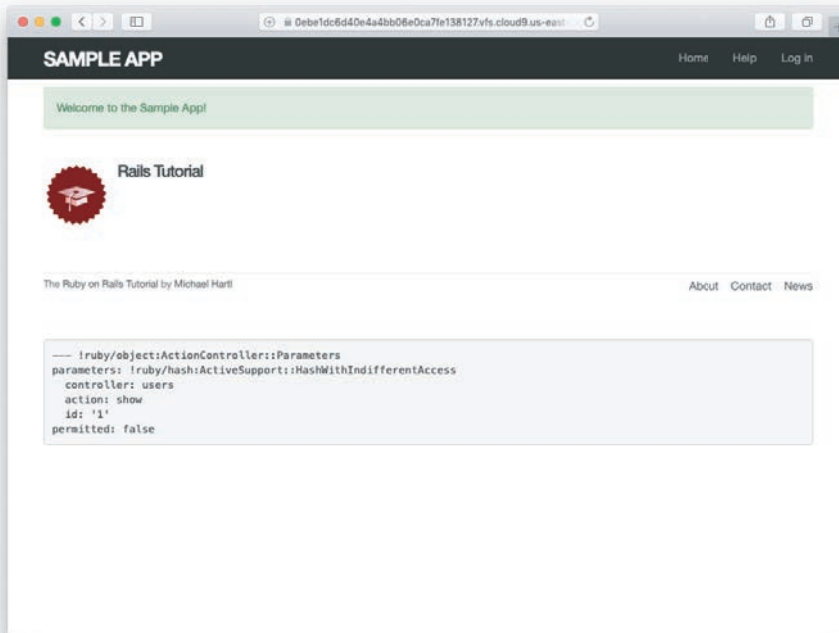 0ebe1dc6d40e4a4bb06e0ca7fe138127.vfs.cloud9.us-east
SAMPLE APP
Home Help Log in
Welcome to the Sample App!
Rails Tutorial
The Ruby on Rails Tutorial by Michael Hartl
About Contact News
--- !ruby/object:ActionController::Parameters
parameters: !ruby/hash:ActiveSupport::HashWithIndifferentAccess
controller: users
action: show
id: '1'
permitted: false